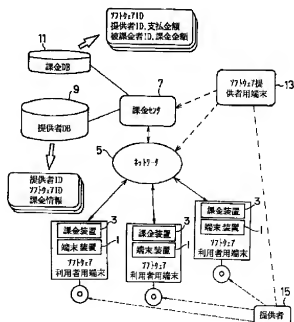 ソフトウェアID
提供者ID、支払金額
被課金者ID、課金金額
11
課金DB
7
課金センタ
9
提供者DB
ソフトウェア提
供者用端末
13
5
ネットワーク
提供者ID
ソフトウェアID
課金情報
課金装置
3
端末装置
1
ソフトウェア
利用者用端末
課金装置
3
端末装置
1
ソフトウェア
利用者用端末
課金装置
3
端末装置
1
ソフトウェア
利用者用端末
15
提供者